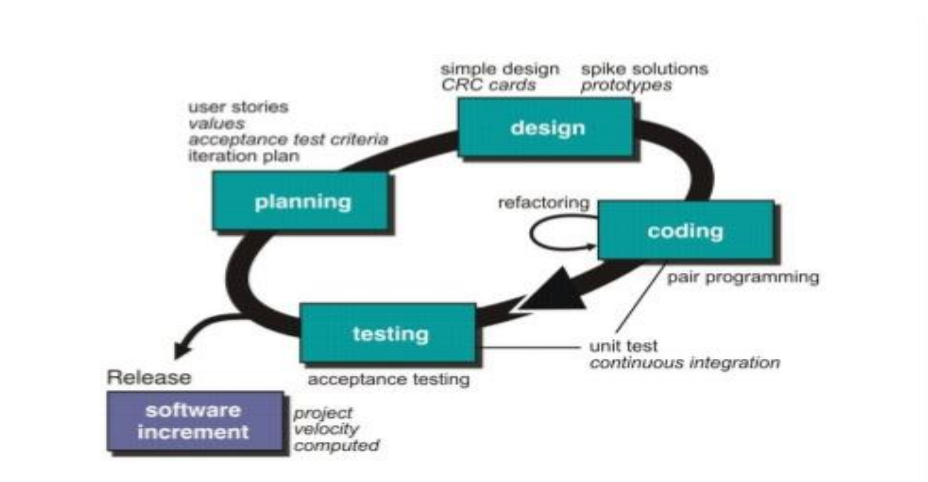 simple design
CRC cards
spike solutions
prototypes
design
user stories
values
acceptance test criteria
iteration plan
planning
refactoring
coding
pair programming
testing
unit test
continuous integration
acceptance testing
Release
software
increment
project
velocity
computed